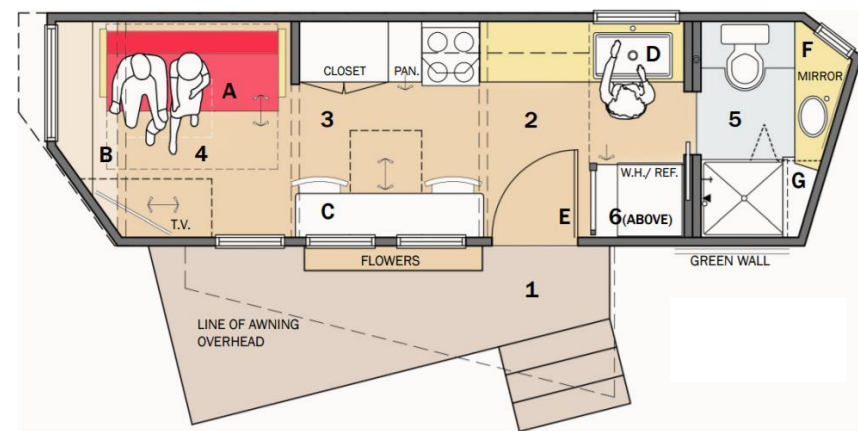 A
B
4
T.V.
CLOSET
PAN.
3
C
2
D
E
W.H./ REF.
6(ABOVE)
5
F
MIRROR
G
FLOWERS
GREEN WALL
1
LINE OF AWNING
OVERHEAD